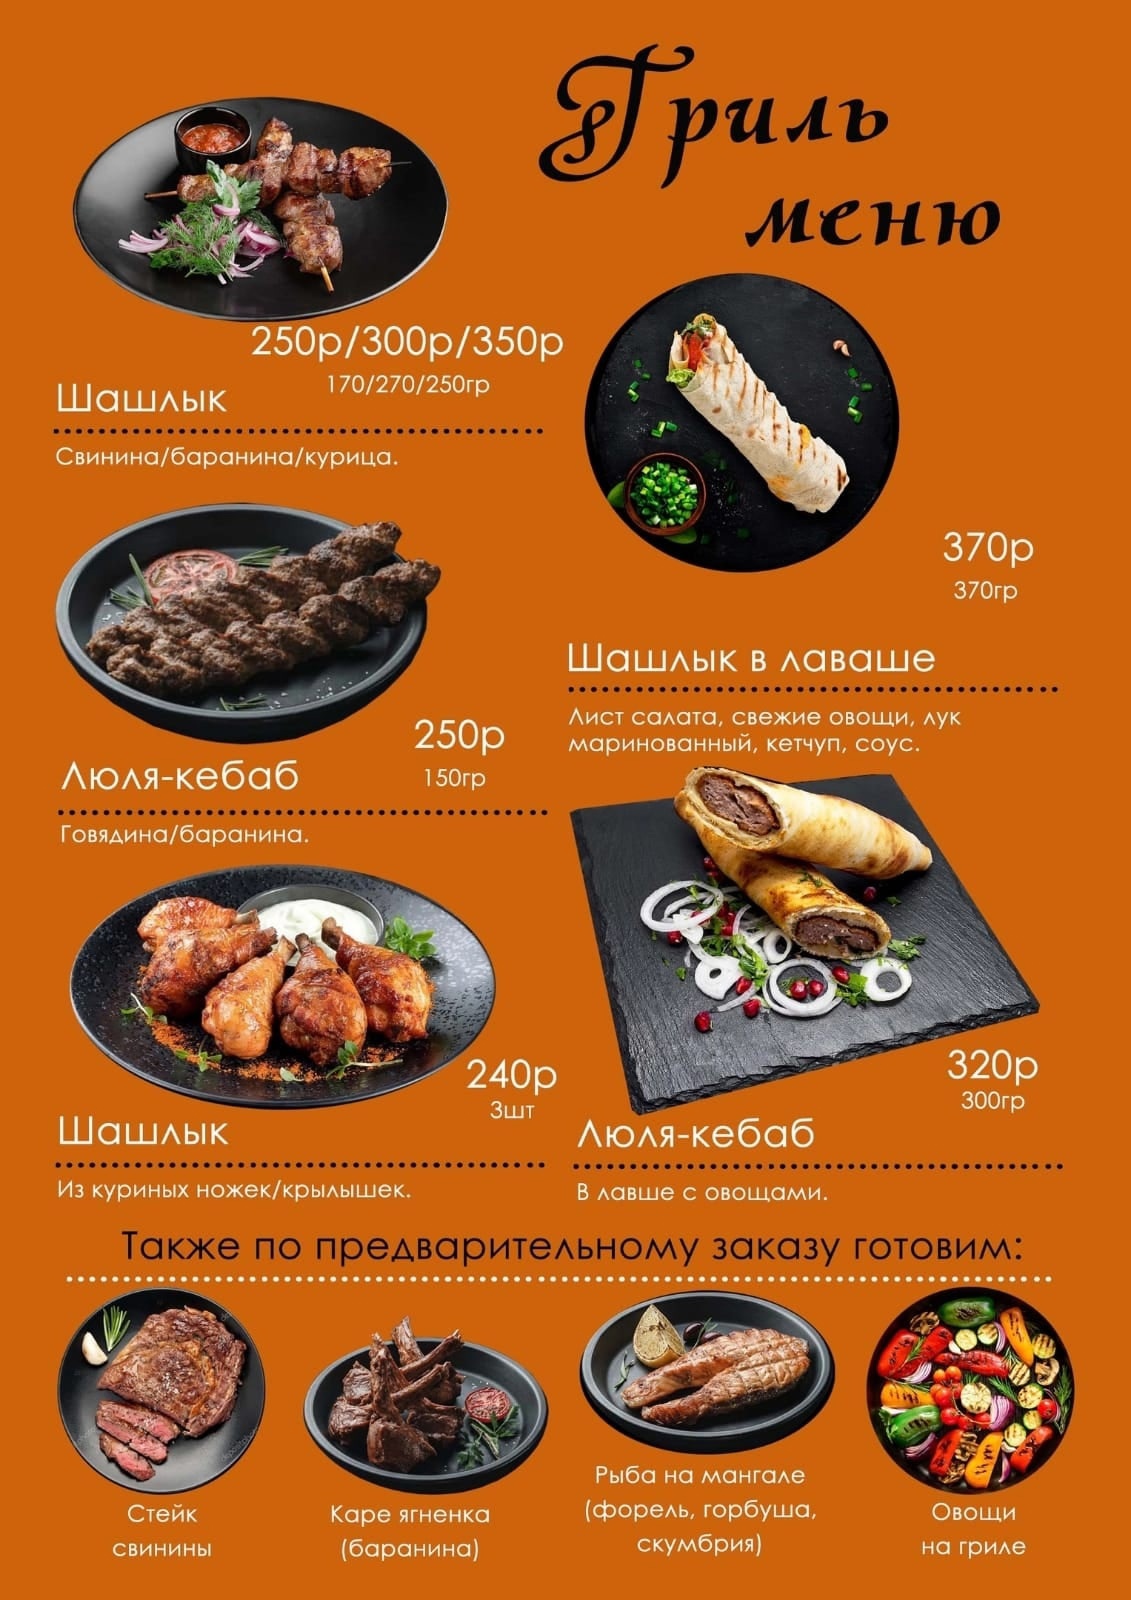 Гриль
меню
250р/300р/350р
170/270/250гр
Шашлык
Свинина/баранина/курица.
370р
370гр
Шашлык в лаваше
Лист салата, свежие овощи, лук
маринованный, кетчуп, соус.
250р
150гр
Люля-кебаб
Говядина/баранина.
240р
3шт
Шашлык
Из куриных ножек/крылышек.
320р
300гр
Люля-кебаб
В лавше с овощами.
Также по предварительному заказу готовим:
Стейк
свинины
Каре ягненка
(баранина)
Рыба на мангале
(форель, горбуша,
скумбрия)
Овощи
на гриле